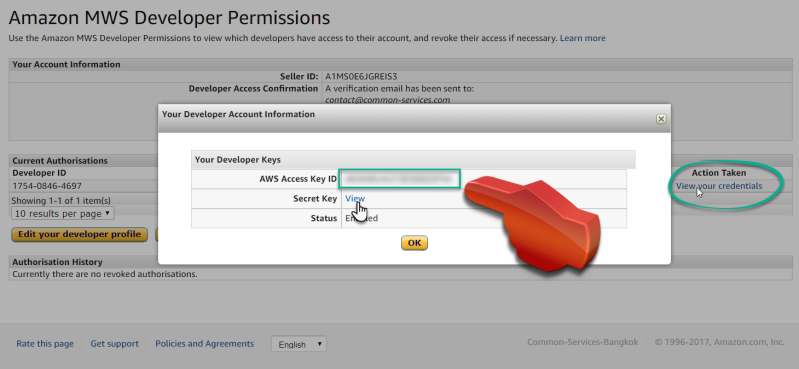 Amazon MWS Developer Permissions
Use the Amazon MWS Developer Permissions to view which developers have access to their account, and revoke their access if necessary. Learn more
Your Account Information
Seller ID: A1MS0E6JGREIS3
Developer Access Confirmation A verification email has been sent to:
contact@common-services.com
Your Developer Account Information
Your Developer Keys
AWS Access Key ID
Secret Key View
Status
OK
Current Authorisations
Developer ID
Action Taken
1754-0846-4697
View your credentials
Showing 1-1 of 1 item(s)
10 results per page
Edit your developer profile
Authorisation History
Currently there are no revoked authorisations.
Rate this page Get support Policies and Agreements English Common-Services-Bangkok © 1996-2017, Amazon.com, Inc.